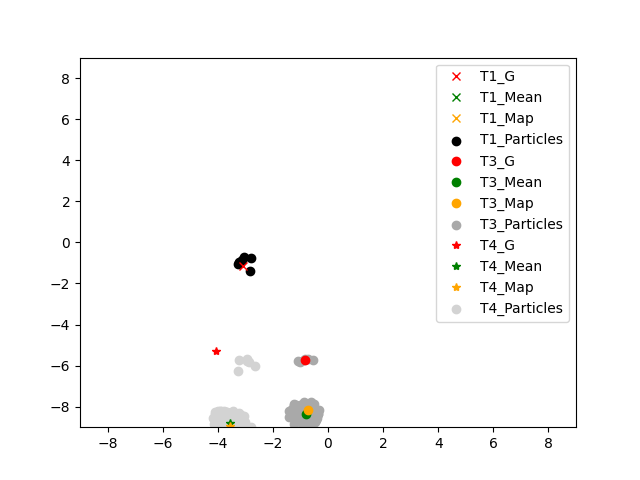 8
6
4
2
0
−2
−4
−6
−8
−8 −6 −4 −2 0 2 4 6 8
T1_G
T1_Mean
T1_Map
T1_Particles
T3_G
T3_Mean
T3_Map
T3_Particles
T4_G
T4_Mean
T4_Map
T4_Particles